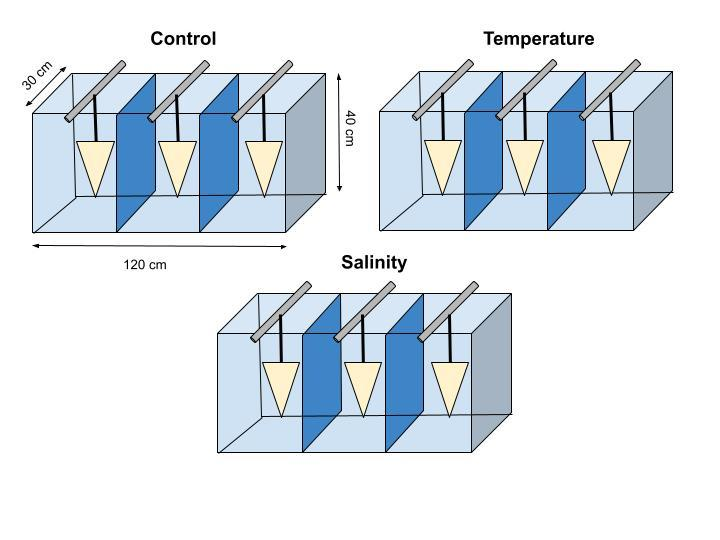 Control
Temperature
30 cm
40 cm
120 cm
Salinity